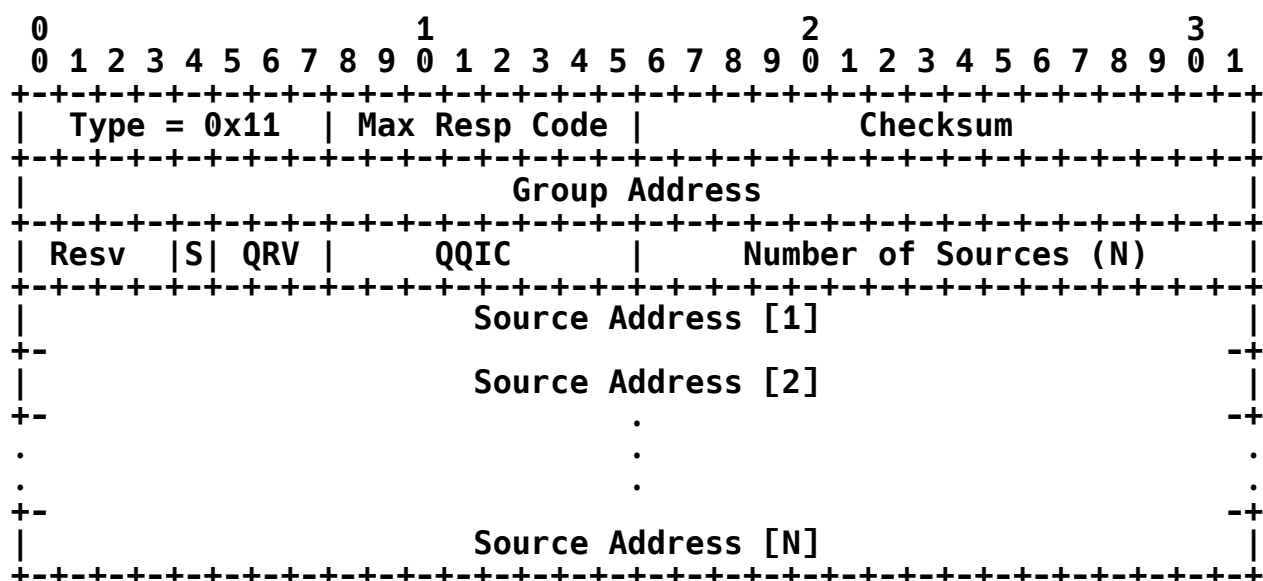 0                   1                   2                   3
 0 1 2 3 4 5 6 7 8 9 0 1 2 3 4 5 6 7 8 9 0 1 2 3 4 5 6 7 8 9 0 1
+-+-+-+-+-+-+-+-+-+-+-+-+-+-+-+-+-+-+-+-+-+-+-+-+-+-+-+-+-+-+-+-+
|  Type = 0x11  | Max Resp Code |           Checksum            |
+-+-+-+-+-+-+-+-+-+-+-+-+-+-+-+-+-+-+-+-+-+-+-+-+-+-+-+-+-+-+-+-+
|                         Group Address                         |
+-+-+-+-+-+-+-+-+-+-+-+-+-+-+-+-+-+-+-+-+-+-+-+-+-+-+-+-+-+-+-+-+
| Resv  |S| QRV |     QQIC      |     Number of Sources (N)     |
+-+-+-+-+-+-+-+-+-+-+-+-+-+-+-+-+-+-+-+-+-+-+-+-+-+-+-+-+-+-+-+-+
|                       Source Address [1]                      |
+-                                                             -+
|                       Source Address [2]                      |
+-                              .                              -+
.                               .                               .
.                               .                               .
+-                                                             -+
|                       Source Address [N]                      |
+-+-+-+-+-+-+-+-+-+-+-+-+-+-+-+-+-+-+-+-+-+-+-+-+-+-+-+-+-+-+-+-+